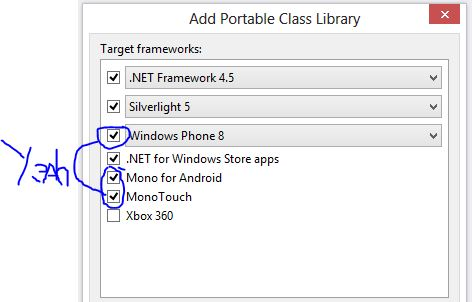 Add Portable Class Library
Target frameworks:
.NET Framework 4.5
Silverlight 5
Windows Phone 8
.NET for Windows Store apps
Mono for Android
MonoTouch
Xbox 360